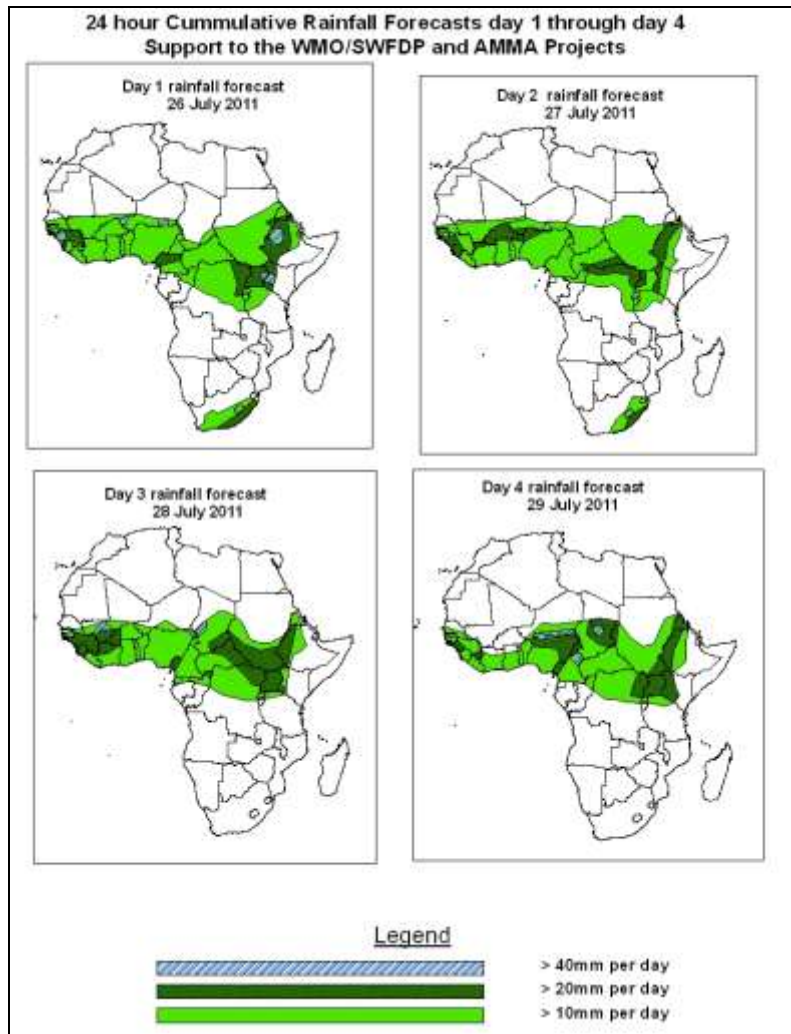 24 hour Cummulative Rainfall Forecasts day 1 through day 4
Support to the WMO/SWFDP and AMMA Projects
Day 1 rainfall forecast
26 July 2011
Day 2 rainfall forecast
27 July 2011
Day 3 rainfall forecast
28 July 2011
Day 4 rainfall forecast
29 July 2011
Legend
> 40mm per day
> 20mm per day
> 10mm per day